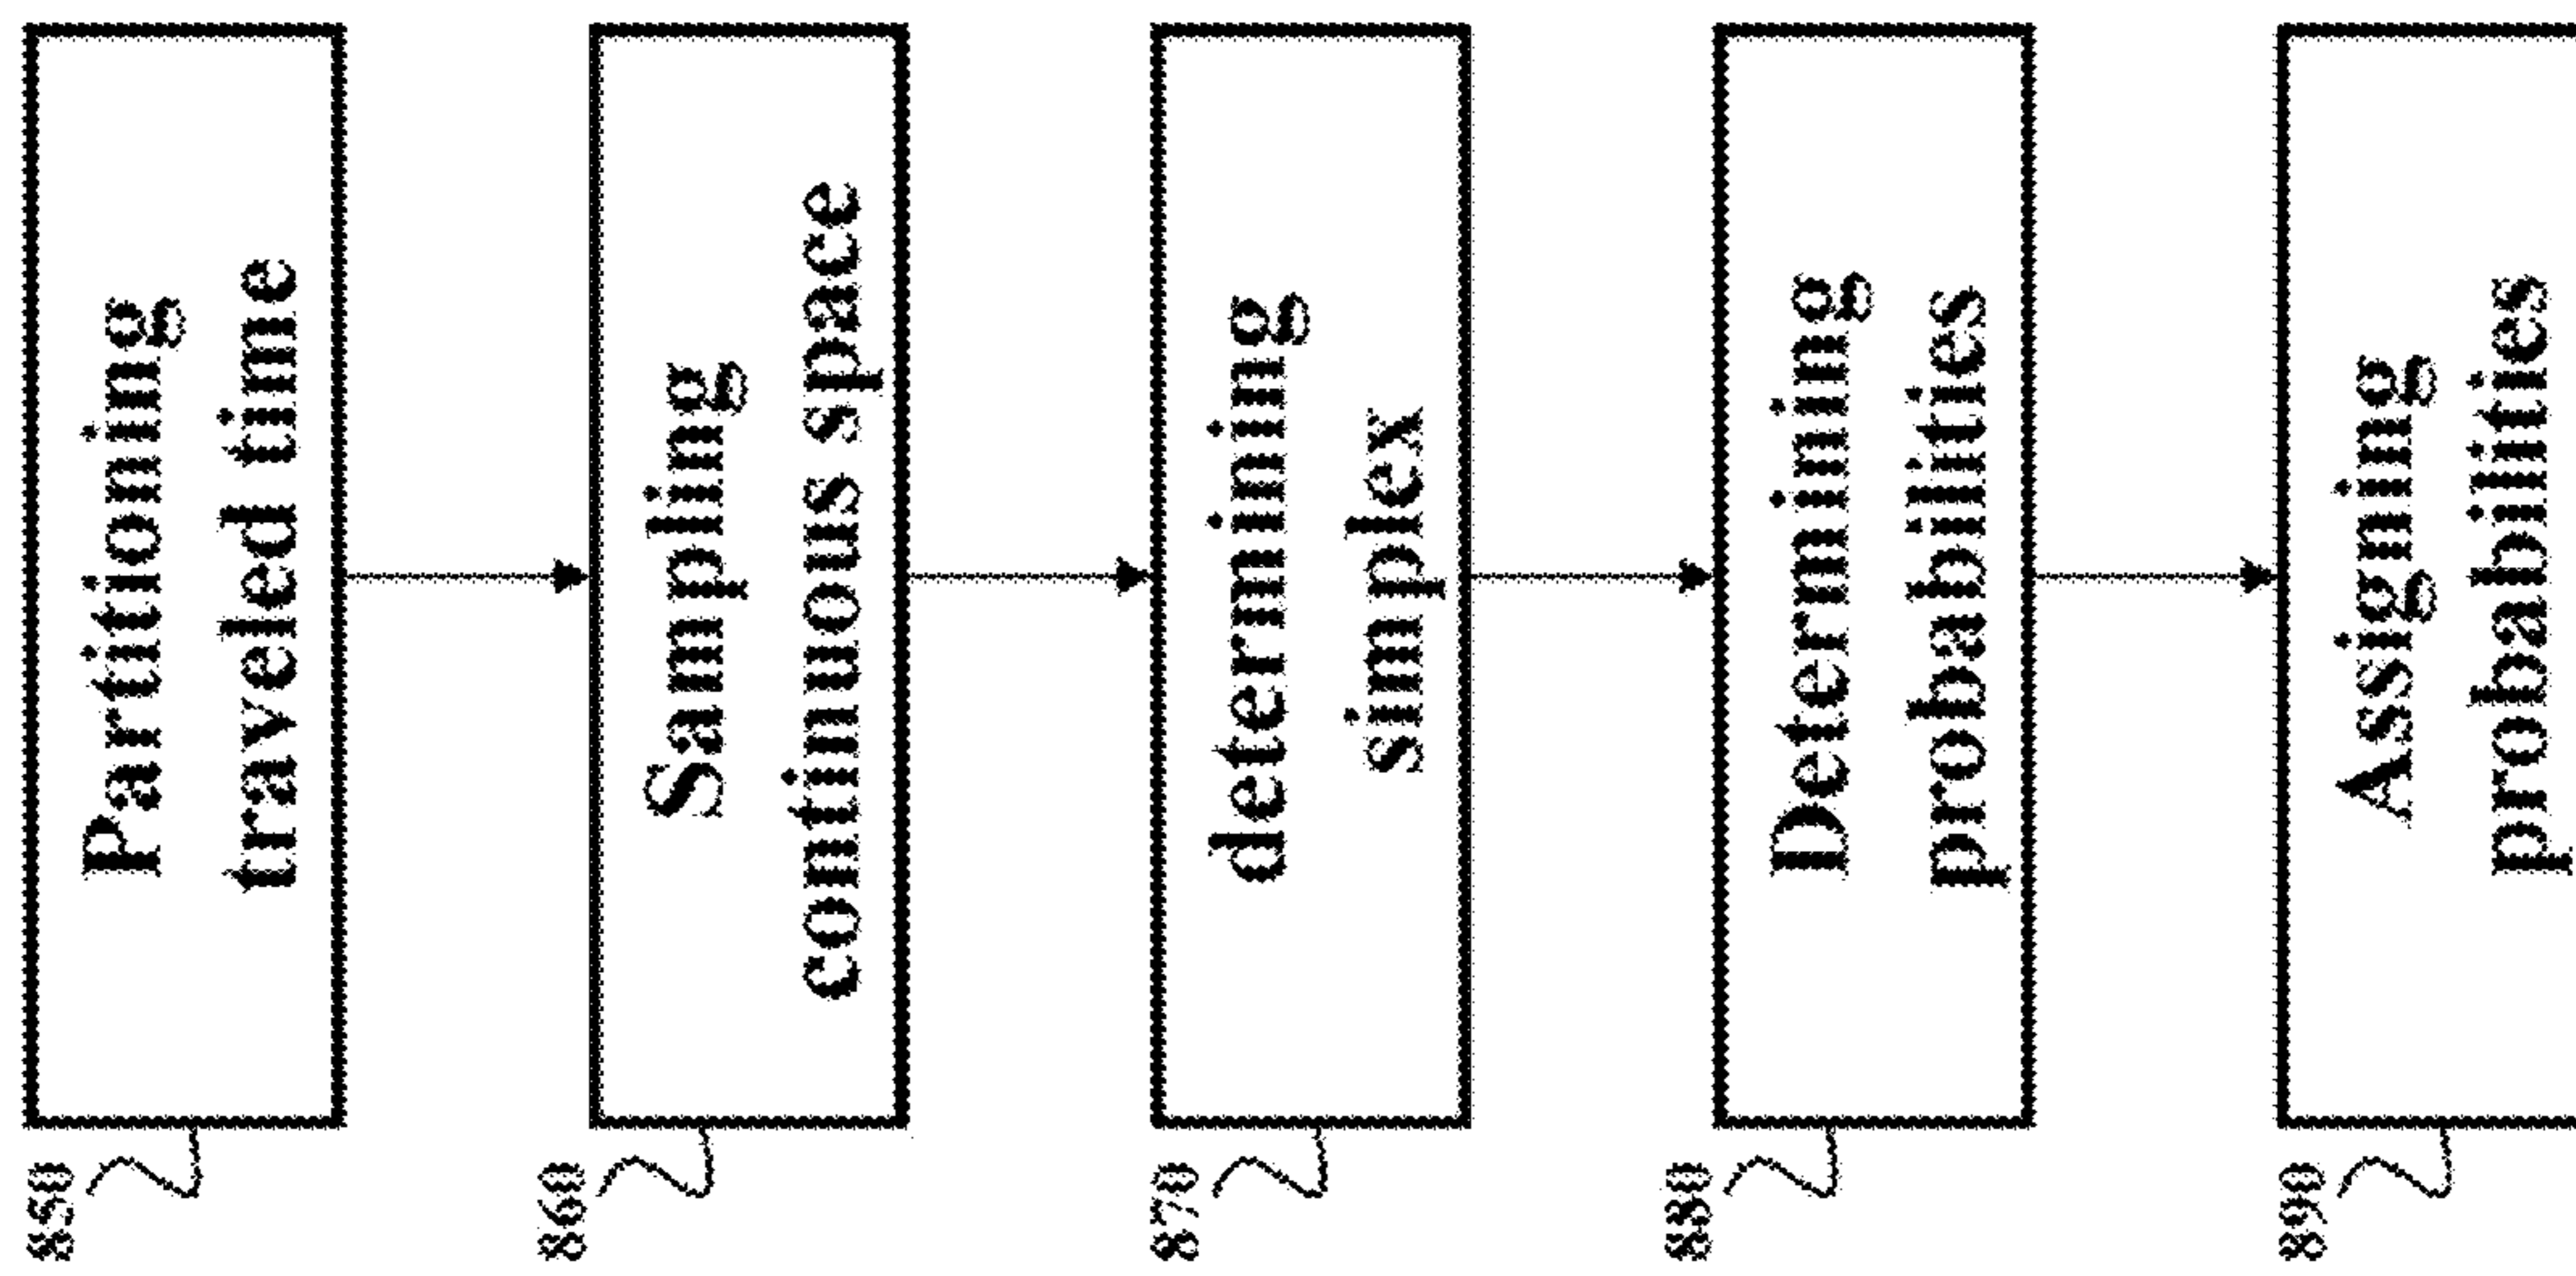 850
Partitioning
traveled time
860
Sampling
continuous space
870
determining
simplex
880
Determining
probabilities
890
Assigning
probabilities